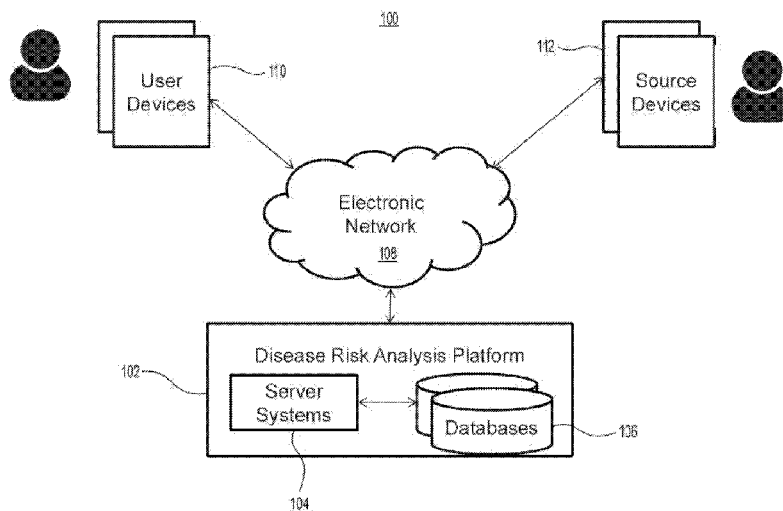 100
110
112
User
Devices
Source
Devices
Electronic
Network
108
Disease Risk Analysis Platform
102
Server
Systems
Databases
106
104